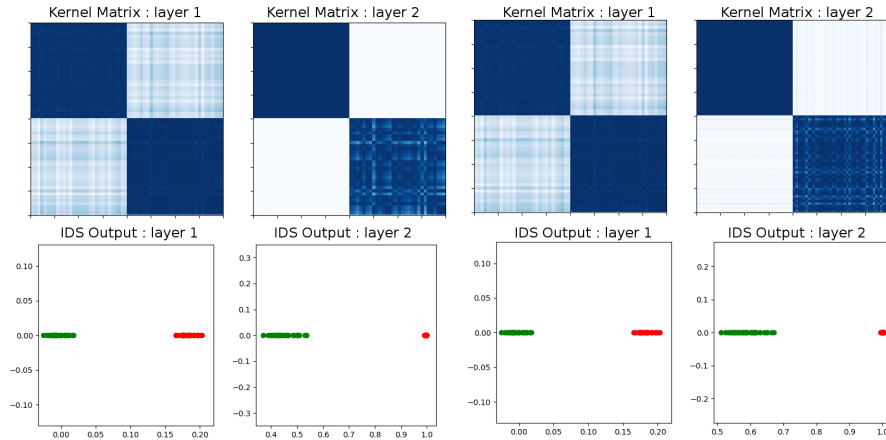 Kernel Matrix : layer 1
Kernel Matrix : layer 2
Kernel Matrix : layer 1
Kernel Matrix : layer 2
IDS Output : layer 1
0.10
0.05
0.00
−0.05
−0.10
0.00 0.05 0.10 0.15 0.20
IDS Output : layer 2
0.3
0.2
0.1
0.0
−0.1
−0.2
−0.3
0.4 0.5 0.6 0.7 0.8 0.9 1.0
IDS Output : layer 1
0.10
0.05
0.00
−0.05
−0.10
0.00 0.05 0.10 0.15 0.20
IDS Output : layer 2
0.2
0.1
0.0
−0.1
−0.2
0.5 0.6 0.7 0.8 0.9 1.0